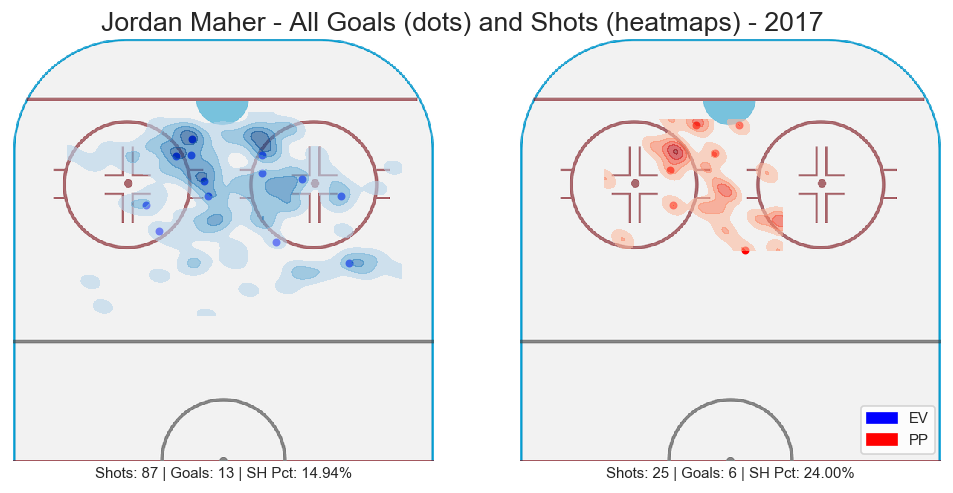 Jordan Maher - All Goals (dots) and Shots (heatmaps) - 2017
EV
PP
Shots: 87 | Goals: 13 | SH Pct: 14.94%
Shots: 25 | Goals: 6 | SH Pct: 24.00%